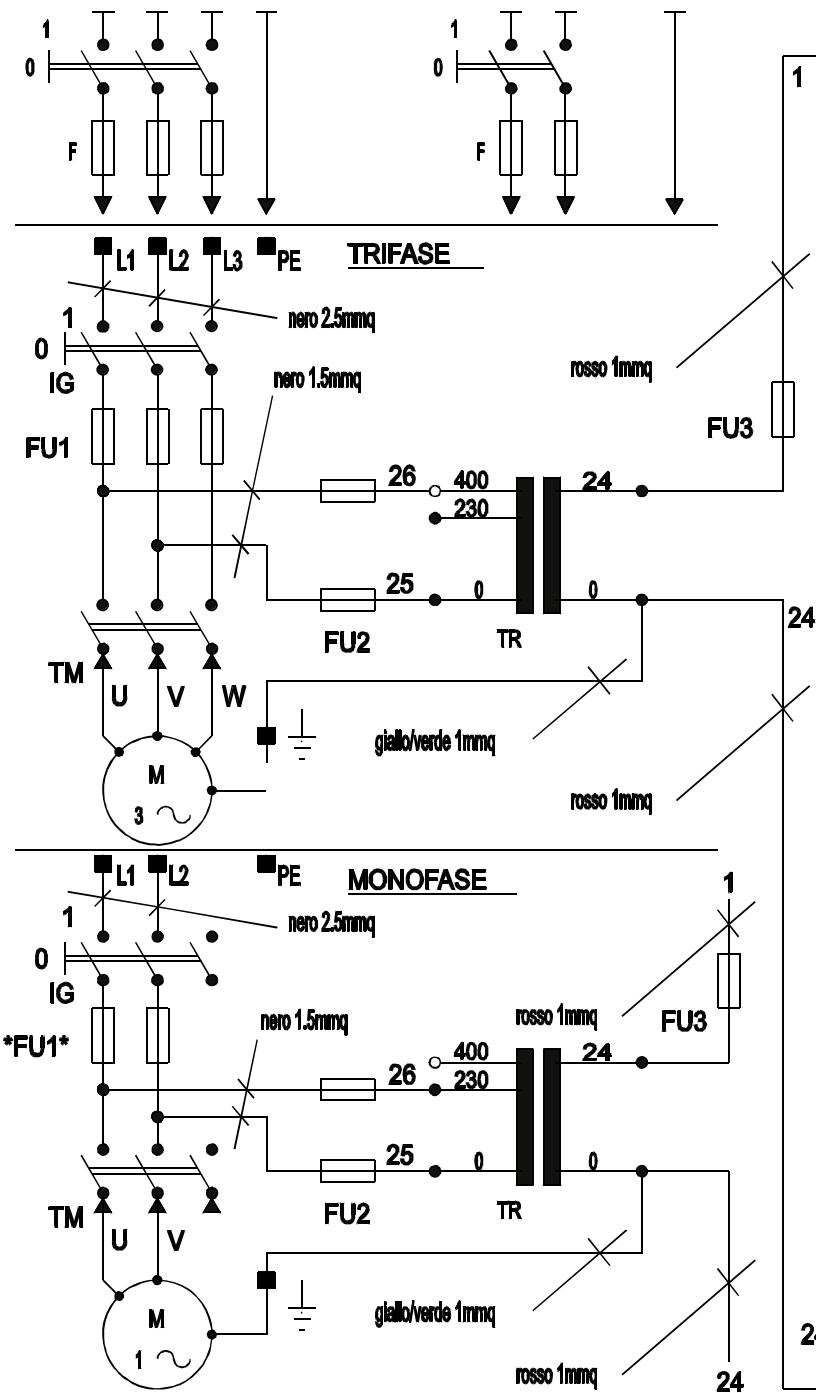 1
1
0
0
1
F
F
L1 L2 L3 PE
TRIFASE
nero 2.5mmq
1
0
IG
rosso 1mmq
nero 1.5mmq
FU1
FU3
26
400
24
230
25
0
0
24
FU2
TR
TM
U V W
giallo/verde 1mmq
M
3
rosso 1mmq
L1 L2 PE
MONOFASE
1
nero 2.5mmq
1
0
IG
*FU1*
nero 1.5mmq
rosso 1mmq
FU3
400
24
26
230
25
0
0
FU2
TR
TM
U V
giallo/verde 1mmq
M
1
rosso 1mmq
24